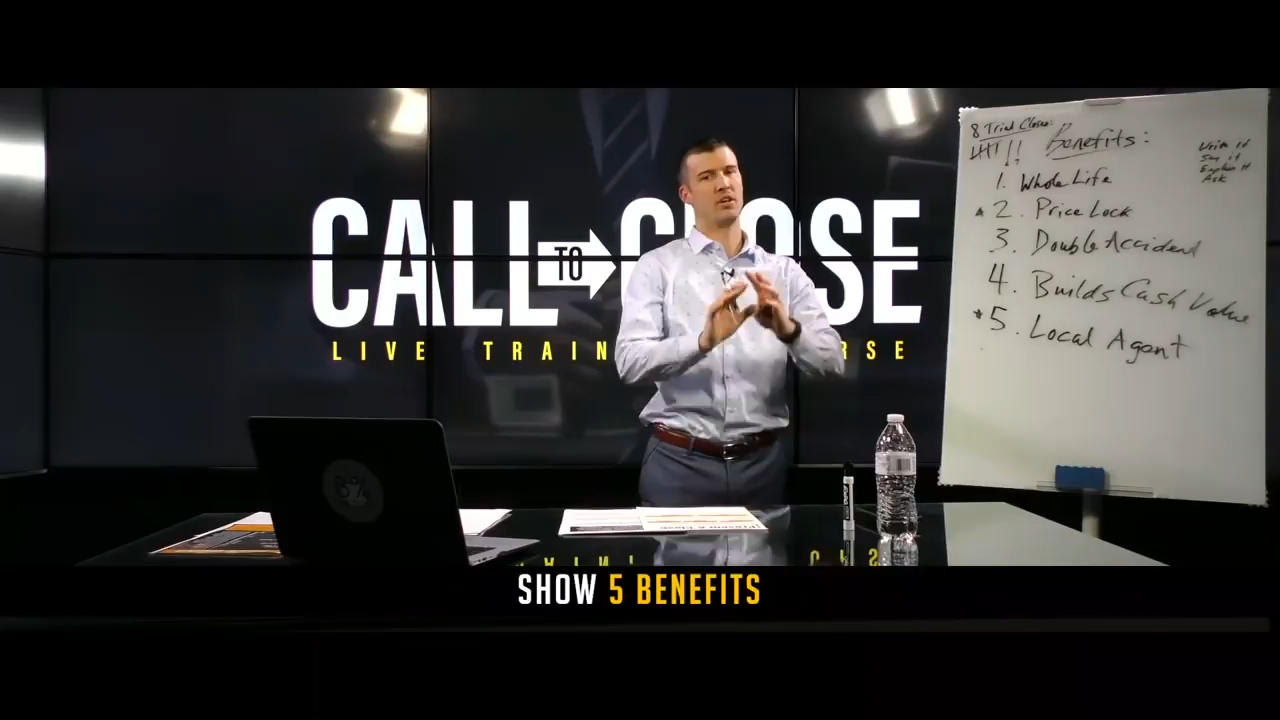 CALL TO CLOSE
LIVE TRAIN RSE
8 Trial Closes:
Benefits:
Write it
Say it
Explain it
Ask
1. Whole Life
2. Price Lock
3. Double Accident
4. Builds Cash Value
* 5. Local Agent
3%
SHOW 5 BENEFITS